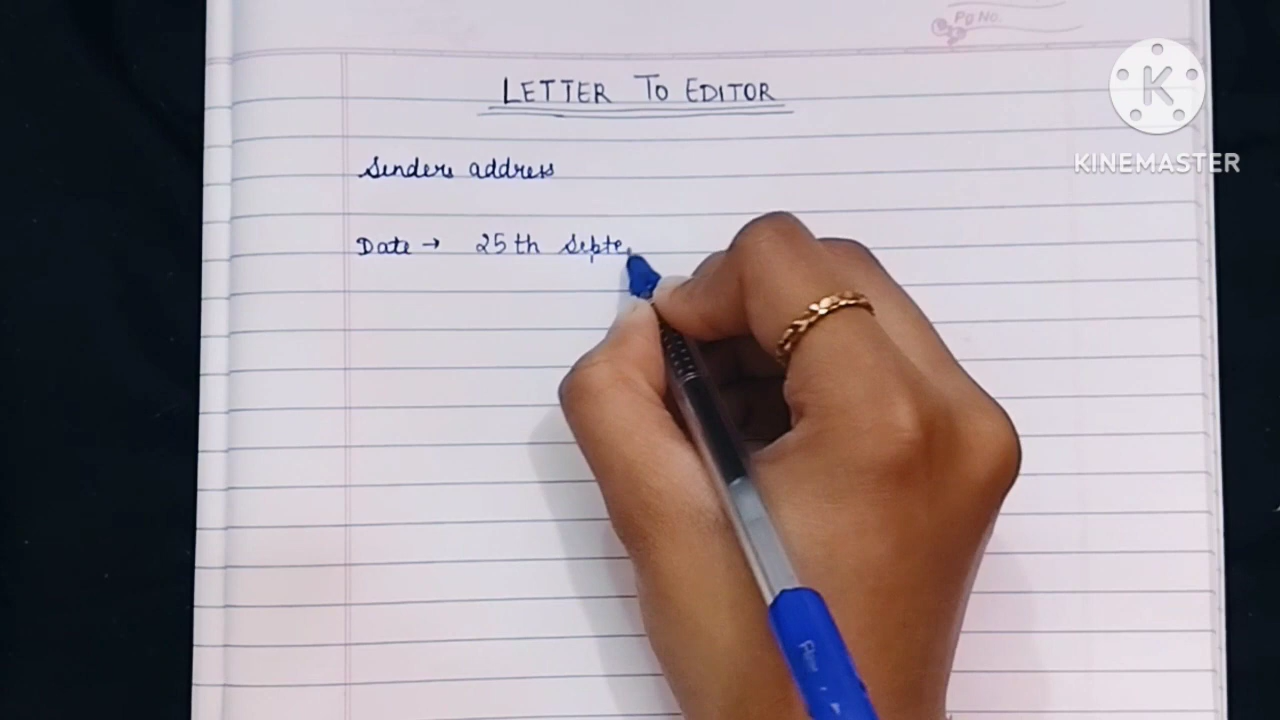 Pg No.
LETTER TO EDITOR
KINEMASTER
Senders address
Date → 25th Septe